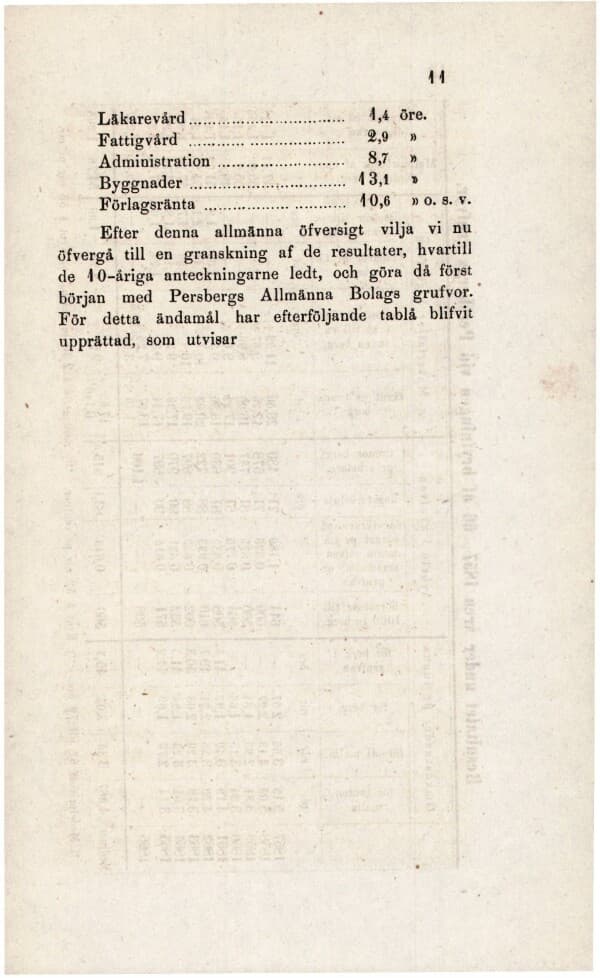 11
Läkarevård ................................ 1,4 öre.
Fattigvård ................................ 2,9 »
Administration ......................... 8,7 »
Byggnader ................................ 13,1 »
Förlagsränta ............................ 10,6 » o. s. v.
Efter denna allmänna öfversigt vilja vi nu
öfvergå till en granskning af de resultater, hvartill
de 10-åriga anteckningarne ledt, och göra då först
början med Persbergs Allmänna Bolags grufvor.
För detta ändamål har efterföljande tablå blifvit
upprättad, som utvisar